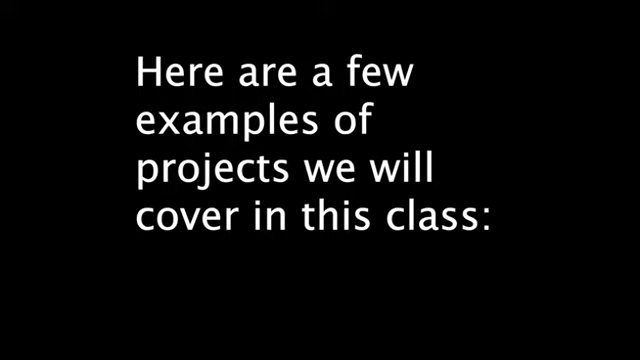 Here are a few
examples of
projects we will
cover in this class: